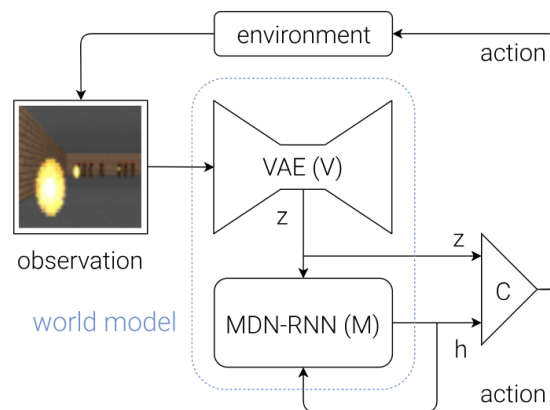 environment
action
VAE (V)
z
z
observation
C
world model
MDN-RNN (M)
h
action